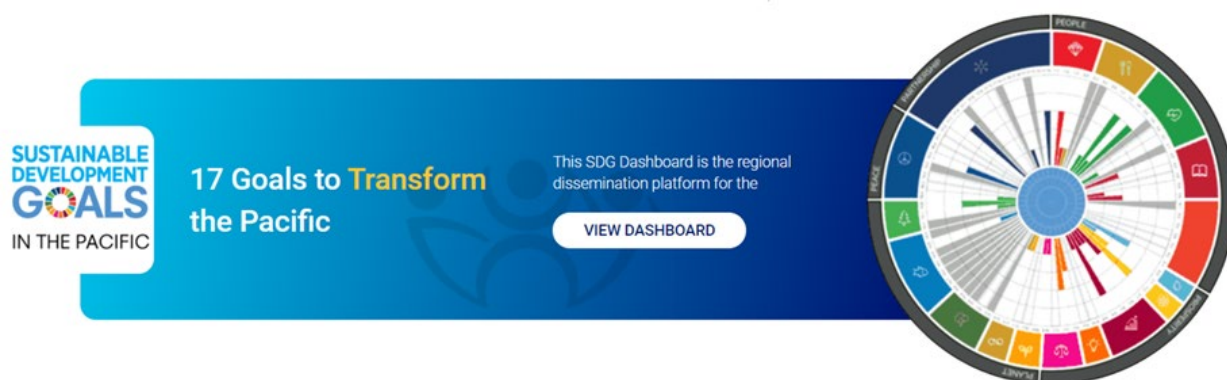 SUSTAINABLE
DEVELOPMENT
GOALS
IN THE PACIFIC
17 Goals to Transform
the Pacific
This SDG Dashboard is the regional
dissemination platform for the
VIEW DASHBOARD
PEOPLE
PARTNERSHIP
PEACE
PROSPERITY
PLANET